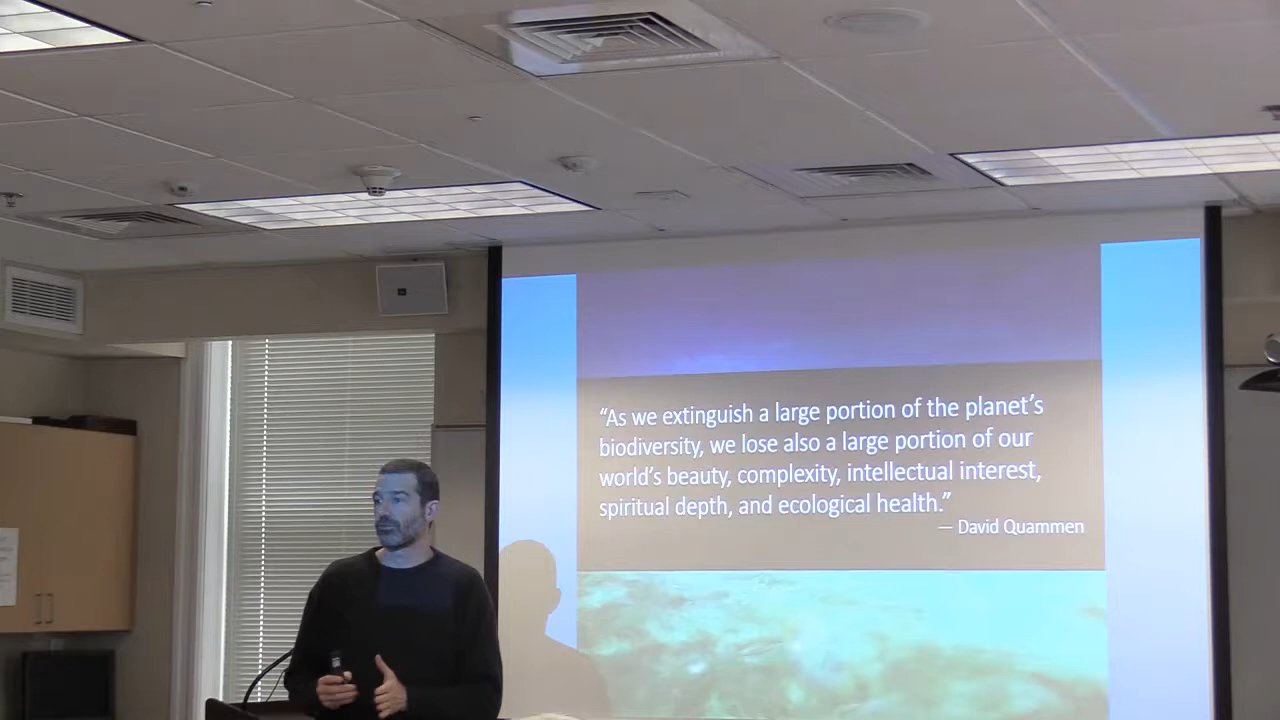 “As we extinguish a large portion of the planet’s
biodiversity, we lose also a large portion of our
world’s beauty, complexity, intellectual interest,
spiritual depth, and ecological health.”
— David Quammen